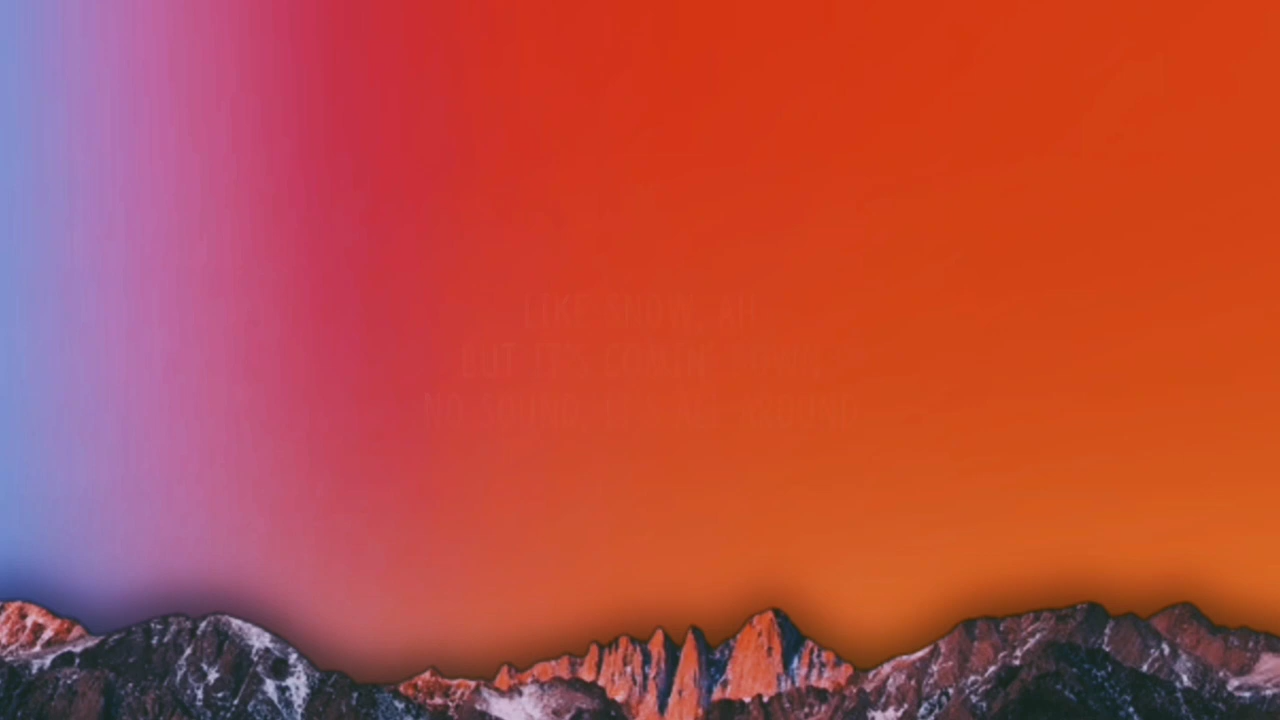 LIKE SNOW, AH
BUT IT'S COMIN' DOWN
NO SOUND, IT'S ALL AROUND